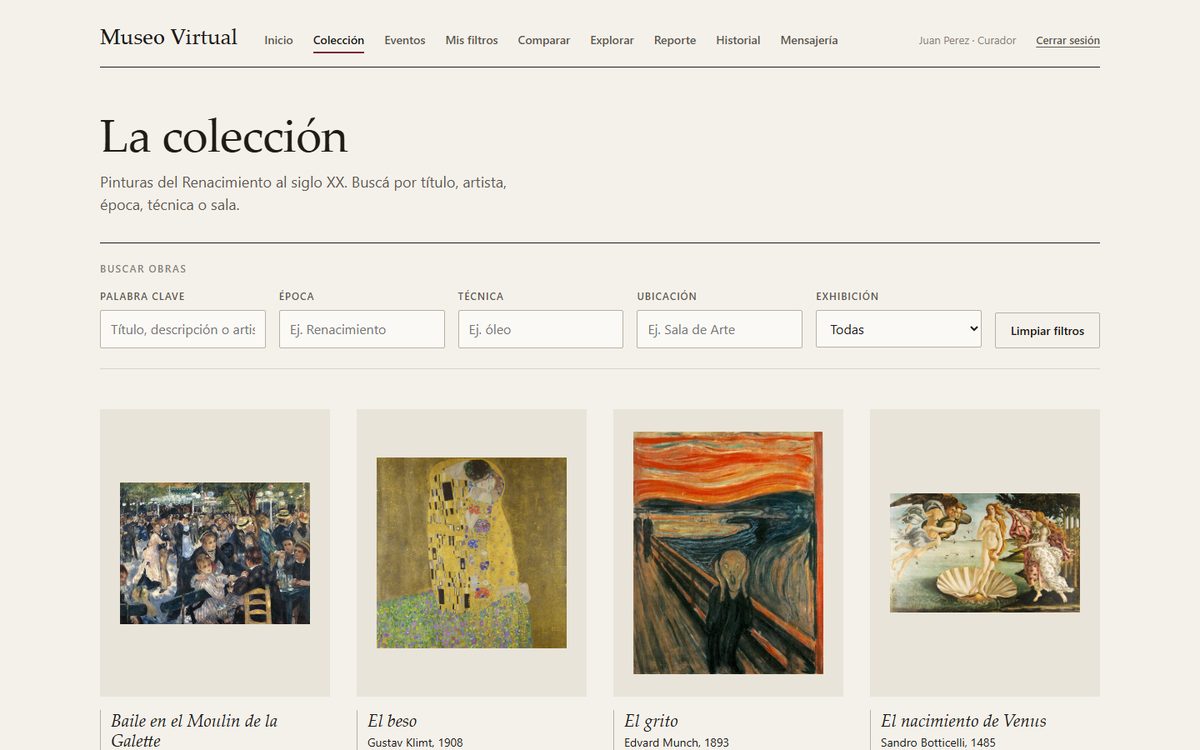 Museo Virtual
Inicio
Colección
Eventos
Mis filtros
Comparar
Explorar
Reporte
Historial
Mensajería
Juan Perez · Curador
Cerrar sesión
La colección
Pinturas del Renacimiento al siglo XX. Buscá por título, artista,
época, técnica o sala.
BUSCAR OBRAS
PALABRA CLAVE
ÉPOCA
TÉCNICA
UBICACIÓN
EXHIBICIÓN
Título, descripción o artis
Ej. Renacimiento
Ej. óleo
Ej. Sala de Arte
Todas
Limpiar filtros
Baile en el Moulin de la
Galette
El beso
Gustav Klimt, 1908
El grito
Edvard Munch, 1893
El nacimiento de Venus
Sandro Botticelli, 1485